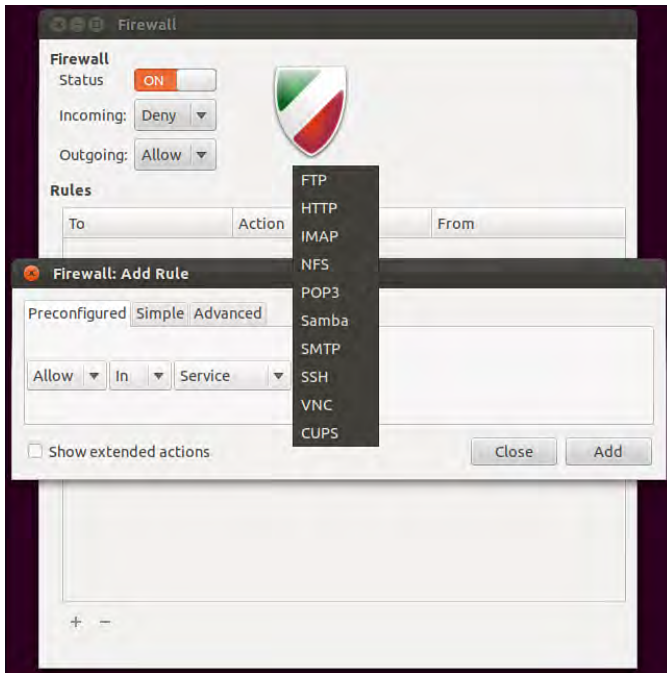 Firewall
Firewall
Status ON
Incoming: Deny
Outgoing: Allow
Rules
To Action From
Firewall: Add Rule
Preconfigured Simple Advanced
Allow In Service
FTP
HTTP
IMAP
NFS
POP3
Samba
SMTP
SSH
VNC
CUPS
Show extended actions Close Add
+ −